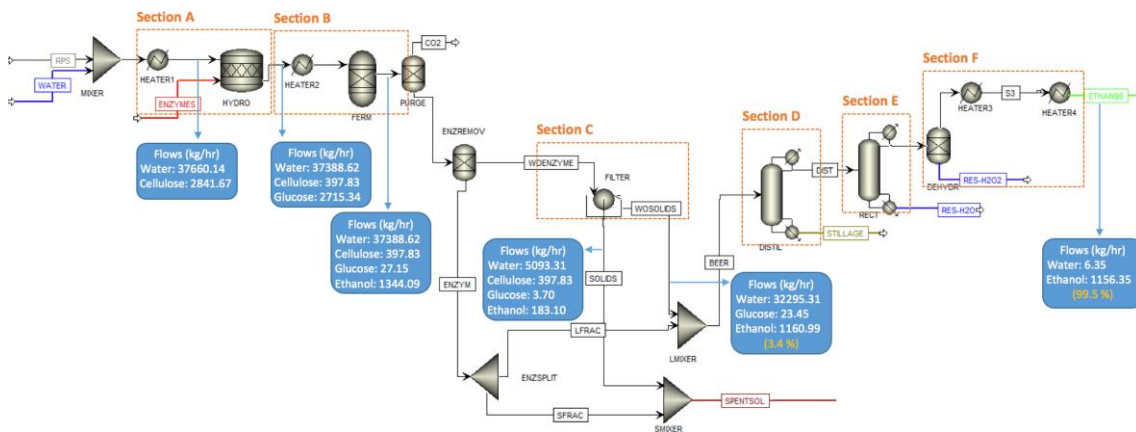 Section A
Section B
RPS
WATER
MIXER
HEATER1
ENZYMES
HYDRO
HEATER2
FERM
CO2
PURGE
Flows (kg/hr)
Water: 37660.14
Cellulose: 2841.67
Flows (kg/hr)
Water: 37388.62
Cellulose: 397.83
Glucose: 2715.34
Flows (kg/hr)
Water: 37388.62
Cellulose: 397.83
Glucose: 27.15
Ethanol: 1344.09
ENZREMOV
WOENZYME
Section C
FILTER
WOSOLIDS
Flows (kg/hr)
Water: 5093.31
Cellulose: 397.83
Glucose: 3.70
Ethanol: 183.10
SOLIDS
ENZYM
LFRAC
ENZSPLIT
SFRAC
LMIXER
SMIXER
SPENTSOL
Flows (kg/hr)
Water: 32295.31
Glucose: 23.45
Ethanol: 1160.99
(3.4 %)
BEER
Section D
DIST
DISTIL
STILLAGE
Section E
RECT
RES-H2O
Section F
HEATER3
S3
HEATER4
DEHYDR
RES-H2O2
ETHAN95
Flows (kg/hr)
Water: 6.35
Ethanol: 1156.35
(99.5 %)